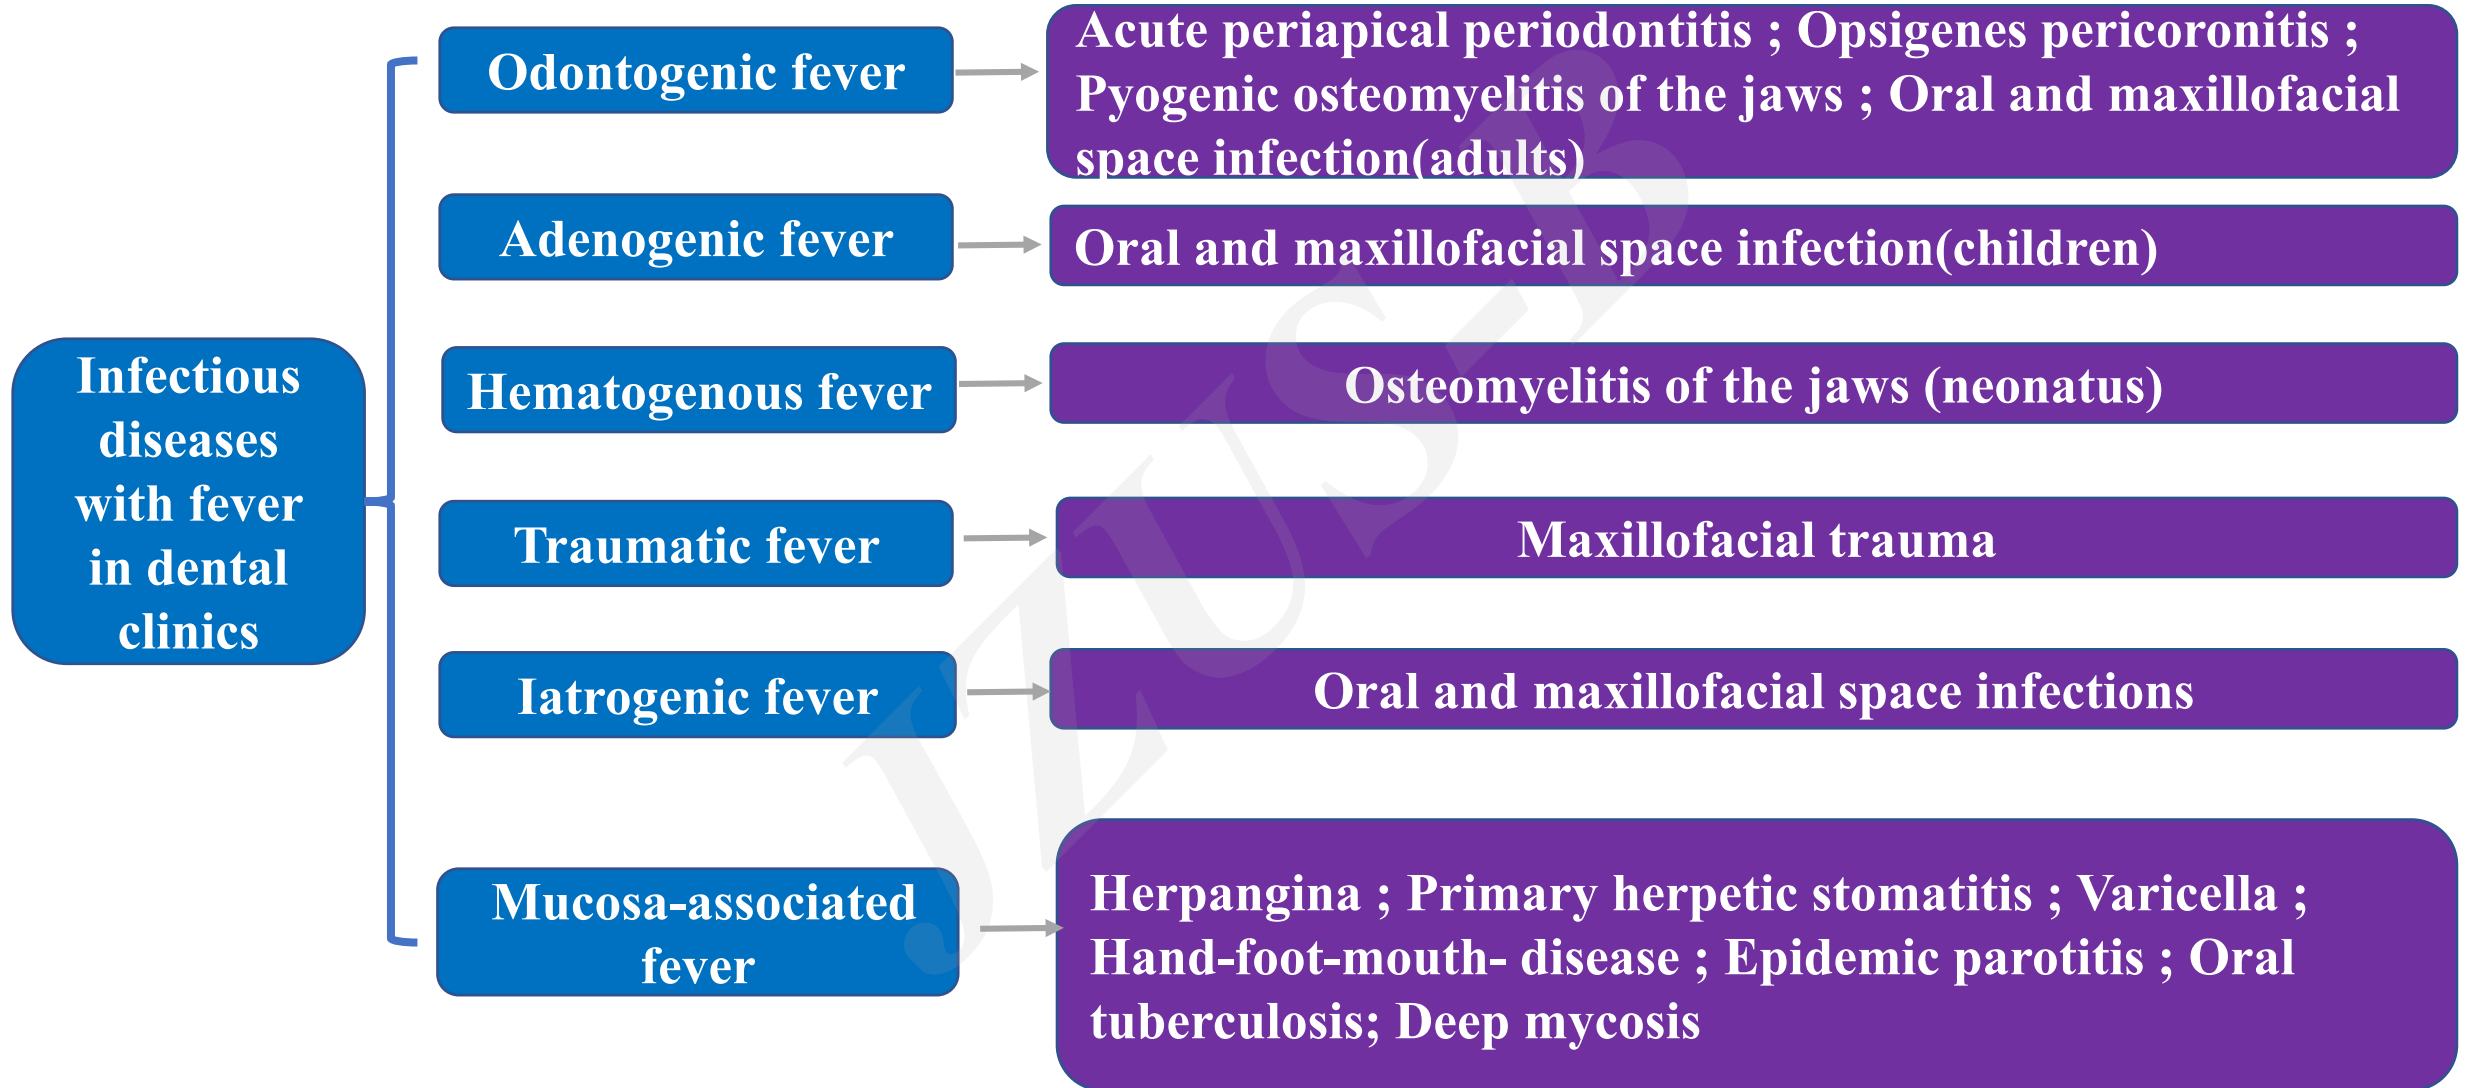 Infectious
diseases
with fever
in dental
clinics
Odontogenic fever
Acute periapical periodontitis ; Opsigenes pericoronitis ;
Pyogenic osteomyelitis of the jaws ; Oral and maxillofacial
space infection(adults)
Adenogenic fever
Oral and maxillofacial space infection(children)
Hematogenous fever
Osteomyelitis of the jaws (neonatus)
Traumatic fever
Maxillofacial trauma
Iatrogenic fever
Oral and maxillofacial space infections
Mucosa-associated
fever
Herpangina ; Primary herpetic stomatitis ; Varicella ;
Hand-foot-mouth- disease ; Epidemic parotitis ; Oral
tuberculosis; Deep mycosis
JZUS-B